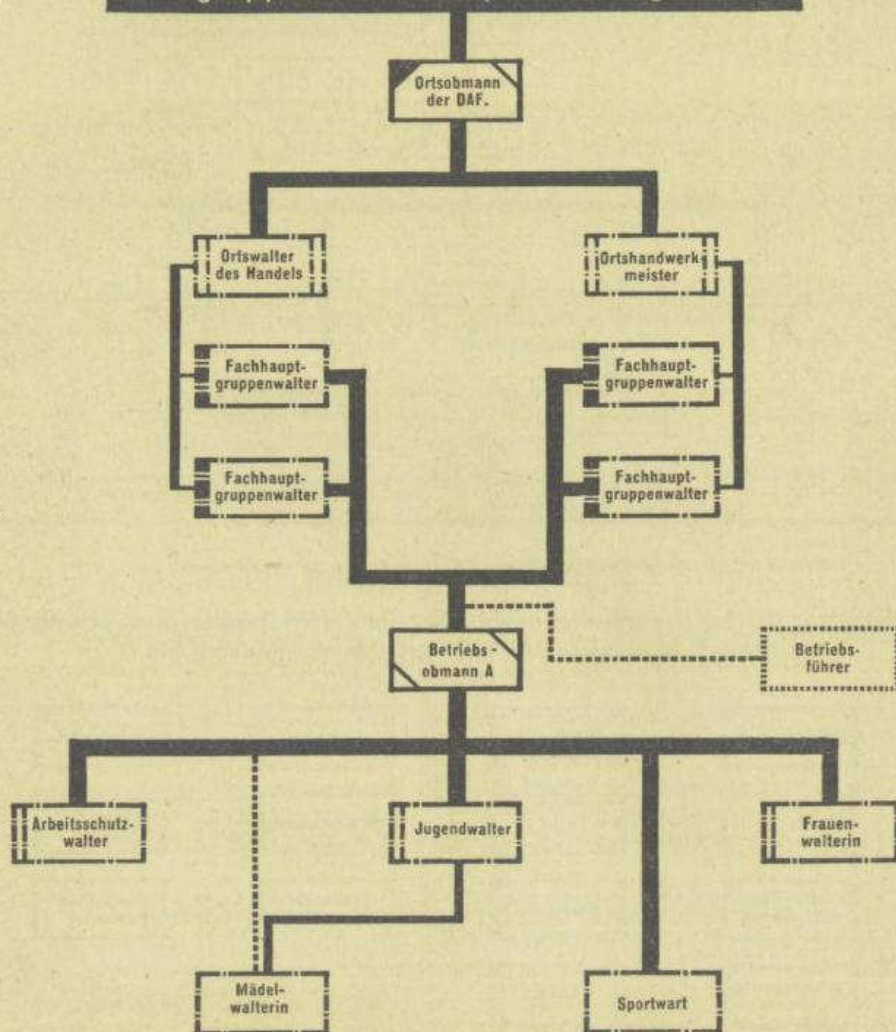 Ortsobmann
der DAF.
Ortswalter
des Handels
Ortshandwerks-
meister
Fachhaupt-
gruppenwalter
Fachhaupt-
gruppenwalter
Fachhaupt-
gruppenwalter
Fachhaupt-
gruppenwalter
Betriebs-
obmann A
Betriebs-
führer
Arbeitsschutz-
walter
Jugendwalter
Frauen-
walterin
Mädel-
walterin
Sportwart